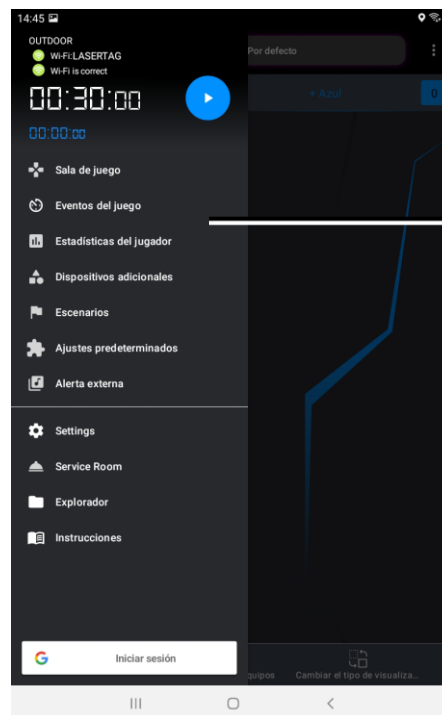 14:45
OUTDOOR
Wi-Fi:LASERTAG
Wi-Fi is correct
Por defecto
00:30:00
+ Azul
0
00:00:00
Sala de juego
Eventos del juego
Estadísticas del jugador
Dispositivos adicionales
Escenarios
Ajustes predeterminados
Alerta externa
Settings
Service Room
Explorador
Instrucciones
G Iniciar sesión
quipos
Cambiar el tipo de visualiza...